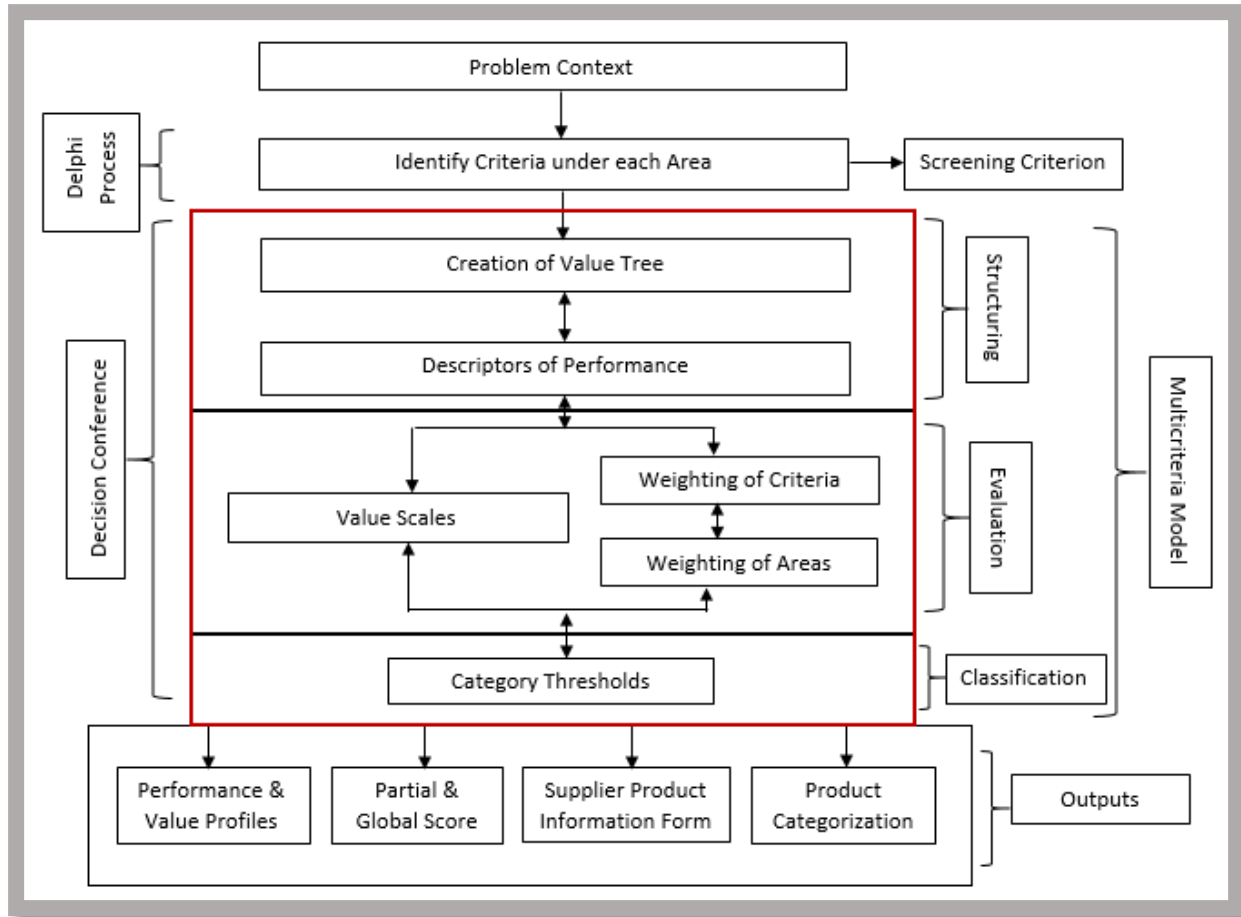 Problem Context
Delphi
Process
Identify Criteria under each Area
Screening Criterion
Creation of Value Tree
Structuring
Descriptors of Performance
Decision Conference
Multicriteria Model
Weighting of Criteria
Value Scales
Evaluation
Weighting of Areas
Category Thresholds
Classification
Performance &
Value Profiles
Partial &
Global Score
Supplier Product
Information Form
Product
Categorization
Outputs